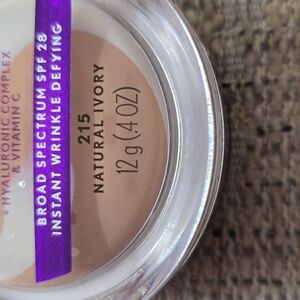 +HYALURONIC COMPLEX
& VITAMIN C
BROAD SPECTRUM SPF 28
INSTANT WRINKLE DEFYING
215
NATURAL IVORY
12 g (.4 OZ)